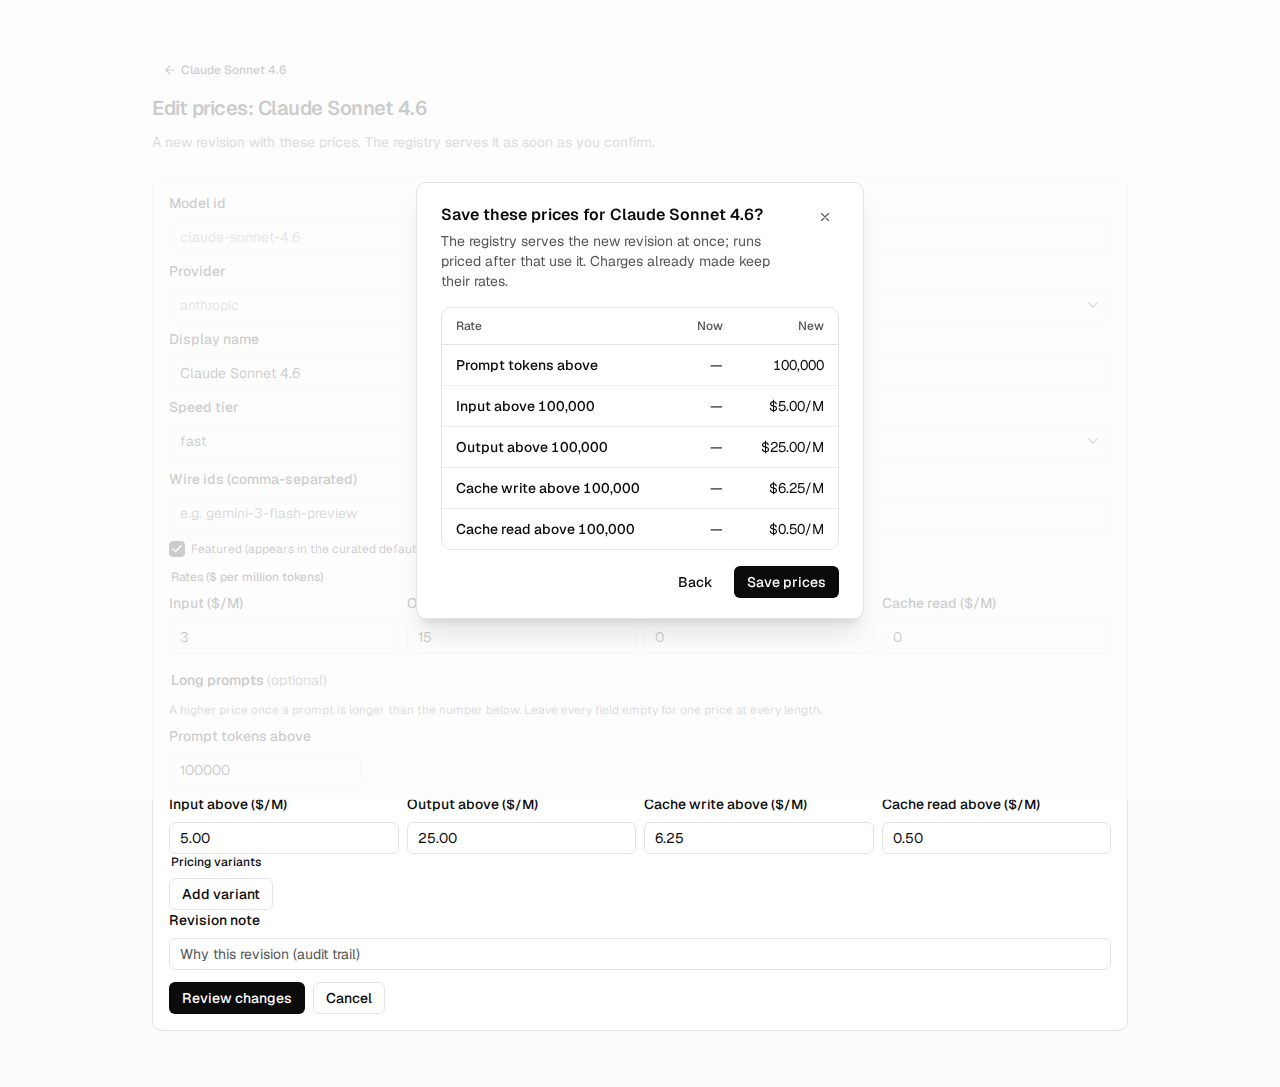 Claude Sonnet 4.6
Edit prices: Claude Sonnet 4.6
A new revision with these prices. The registry serves it as soon as you confirm.
Model id
claude-sonnet-4.6
Provider
anthropic
Display name
Claude Sonnet 4.6
Speed tier
fast
Wire ids (comma-separated)
e.g. gemini-3-flash-preview
Featured (appears in the curated
Rates ($ per million tokens)
Input ($/M)
Cache read ($/M)
3
15
0
0
Long prompts (optional)
A higher price once a prompt is longer than the number below. Leave every field empty for one price at every length.
Prompt tokens above
100000
Input above ($/M)
Output above ($/M)
Cache write above ($/M)
Cache read above ($/M)
5.00
25.00
6.25
0.50
Pricing variants
Add variant
Revision note
Why this revision (audit trail)
Review changes
Cancel
Save these prices for Claude Sonnet 4.6?
The registry serves the new revision at once; runs
priced after that use it. Charges already made keep
their rates.
Rate Now New
Prompt tokens above — 100,000
Input above 100,000 — $5.00/M
Output above 100,000 — $25.00/M
Cache write above 100,000 — $6.25/M
Cache read above 100,000 — $0.50/M
Back
Save prices